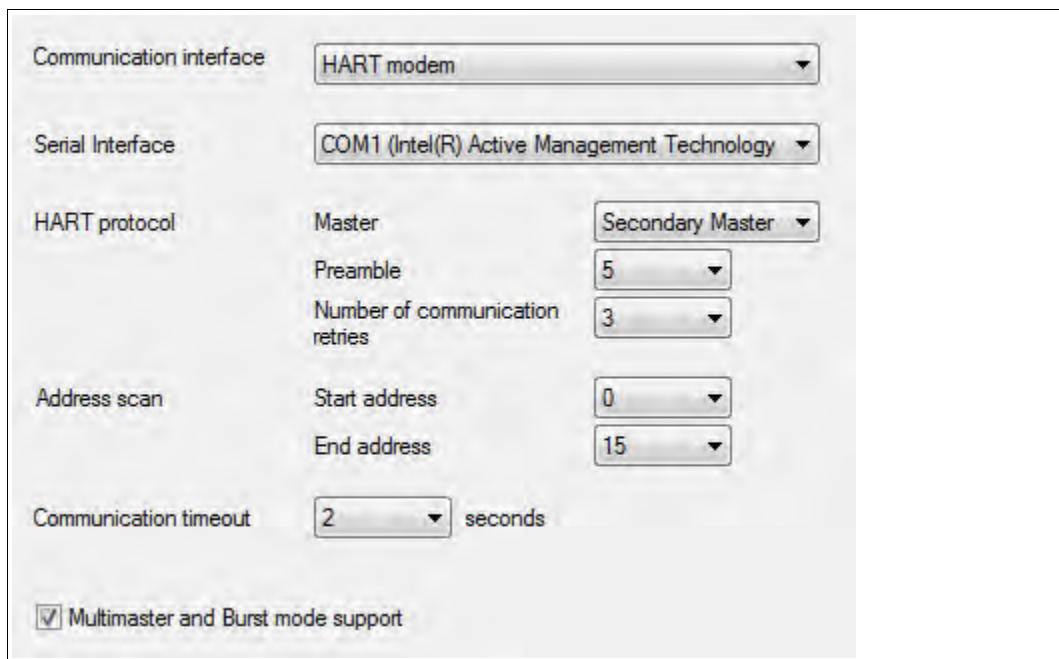 Communication interface HART modem
Serial Interface COM1 (Intel(R) Active Management Technology
HART protocol Master Secondary Master
Preamble 5
Number of communication
retries 3
Address scan Start address 0
End address 15
Communication timeout 2 seconds
Multimaster and Burst mode support